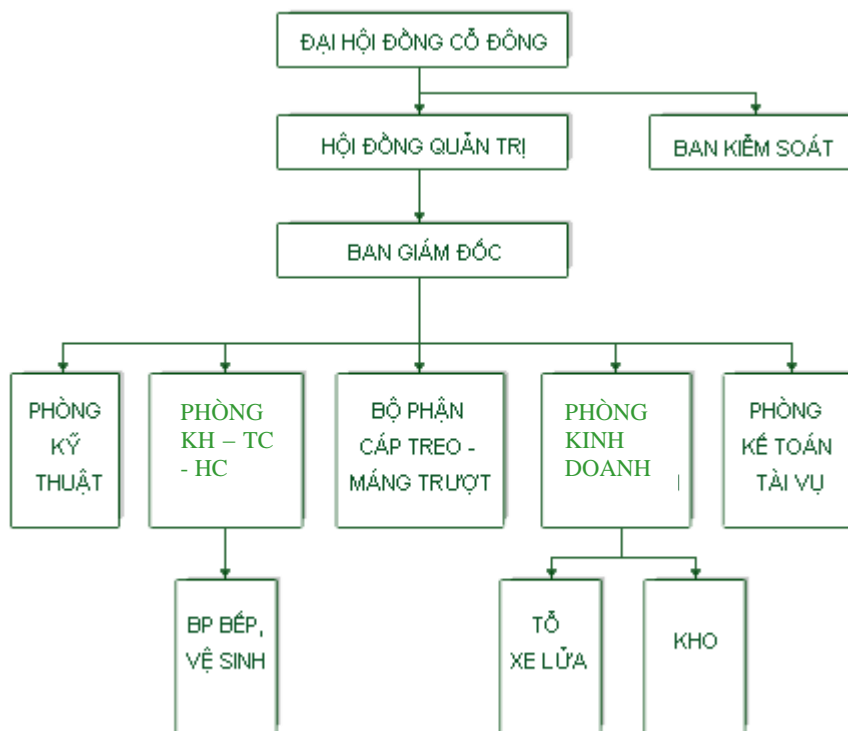 ĐẠI HỘI ĐỒNG CỖ ĐÔNG
HỘI ĐỒNG QUẢN TRỊ
BAN KIỂM SOÁT
BAN GIÁM ĐỐC
PHÒNG
KỸ
THUẬT
PHÒNG
KH – TC
- HC
BỘ PHẬN
CÁP TREO -
MÁNG TRƯỢT
PHÒNG
KINH
DOANH
PHÒNG
KẾ TOÁN
TÀI VỤ
BP BẾP,
VỆ SINH
TỔ
XE LỬA
KHO